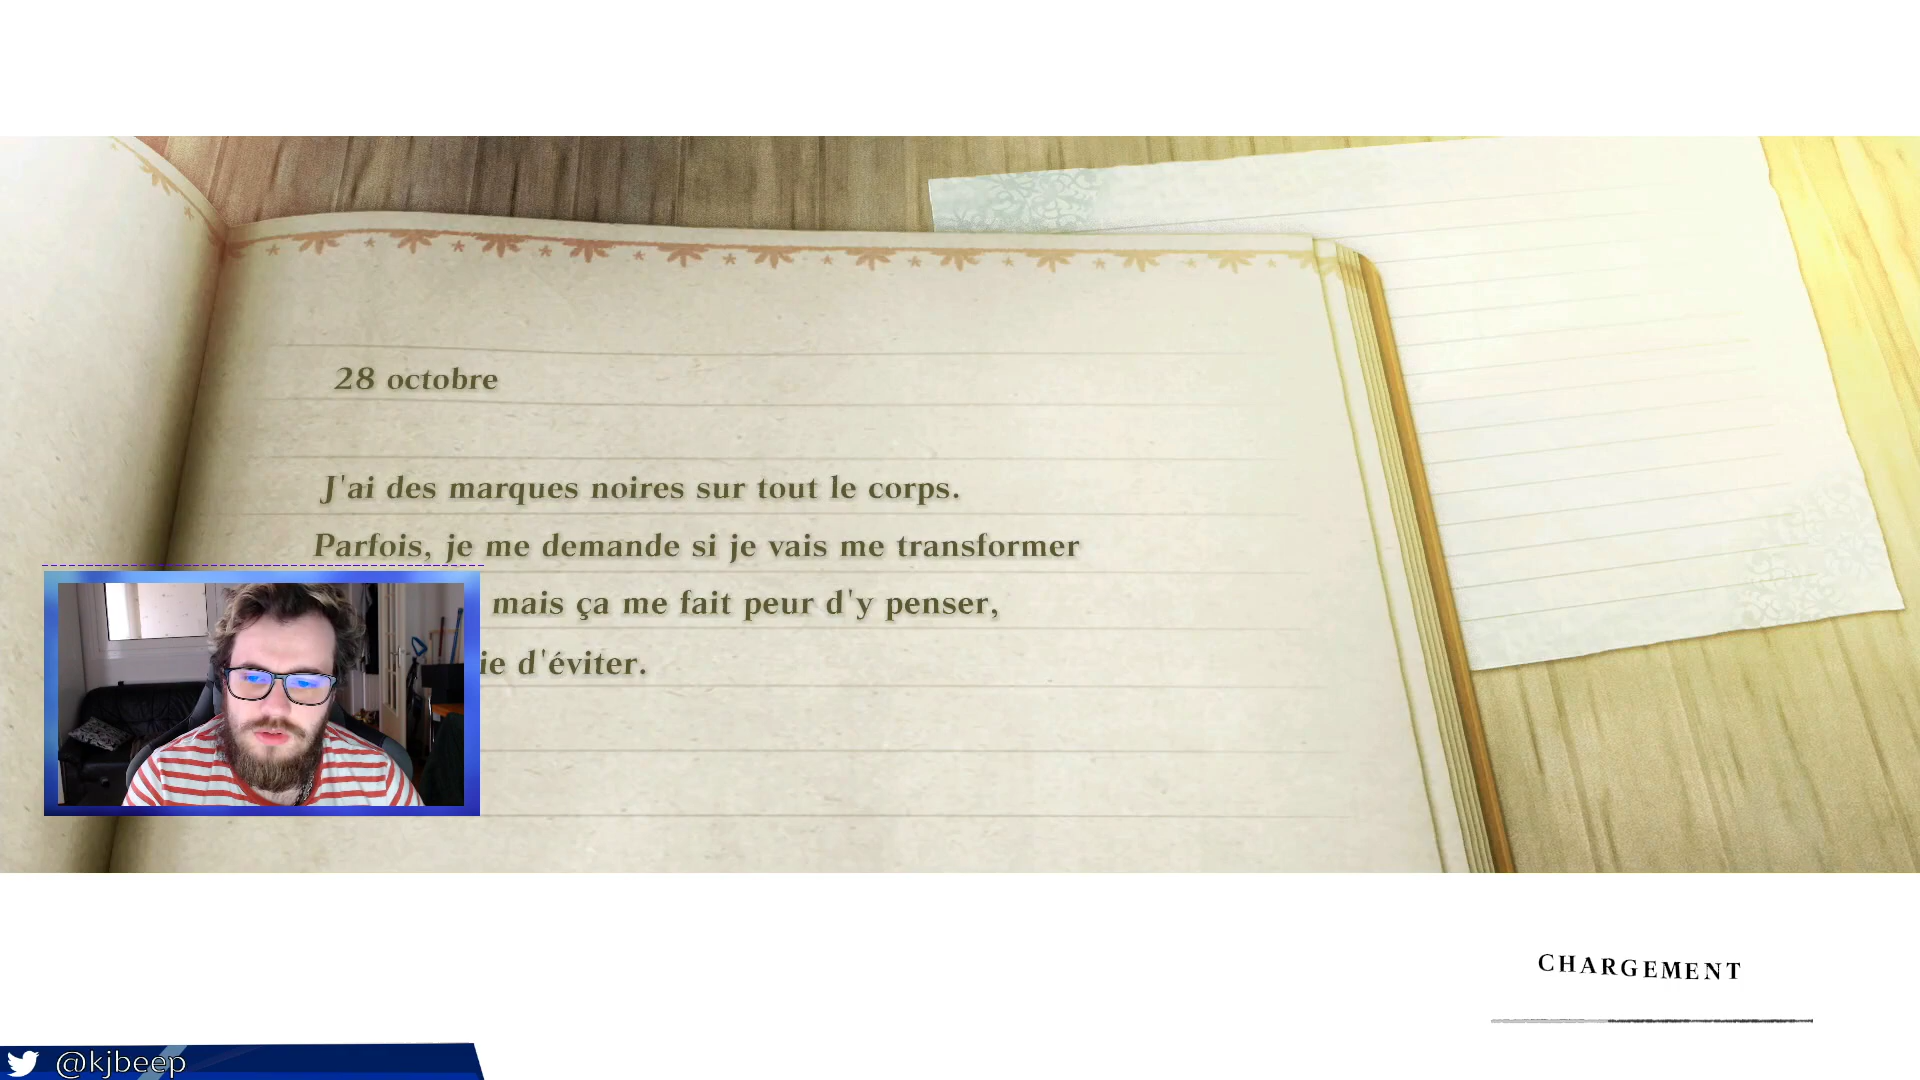 28 octobre
J'ai des marques noires sur tout le corps.
Parfois, je me demande si je vais me transformer
mais ça me fait peur d'y penser,
d'éviter.
CHARGEMENT
@kjbeep